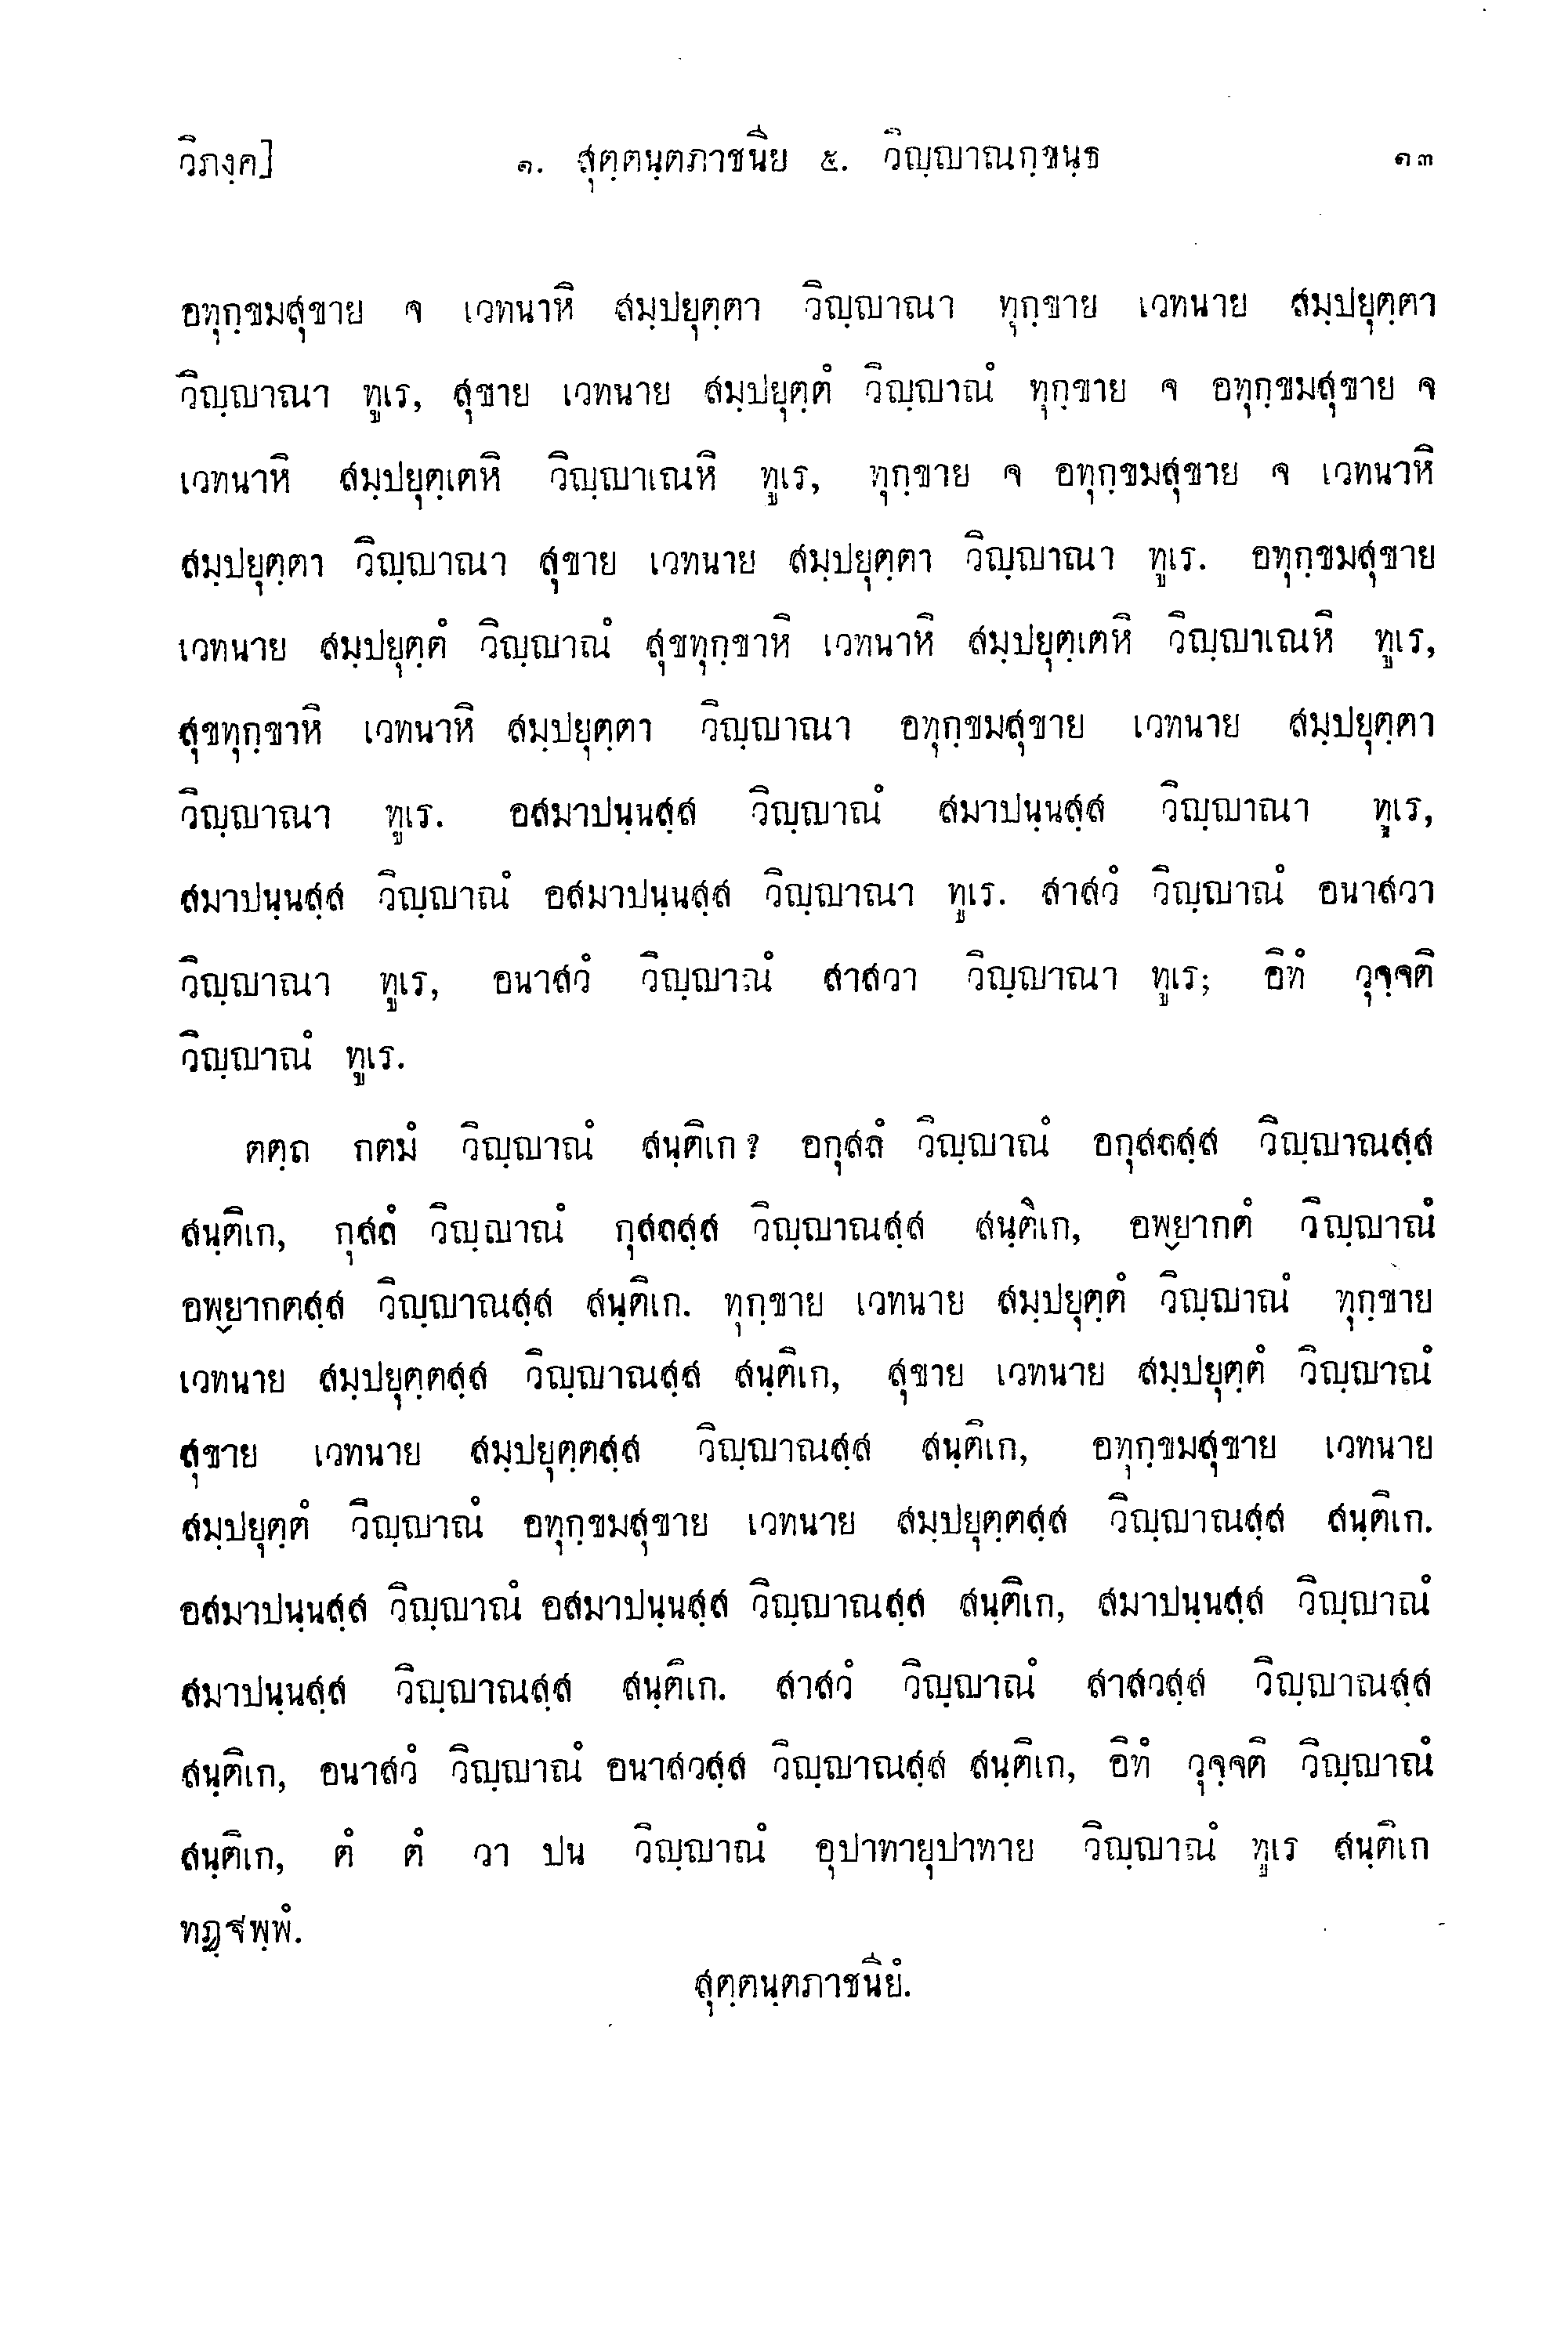 วิภงฺค]	๑. สุตฺตนฺตภาชนีย ๕. วิญฺญาณกฺขนฺธ	๑๓
อทุกฺขมสุขาย จ เวทนาหิ สมฺปยุตฺตา วิญฺญาณา ทุกฺขาย เวทนาย สมฺปยุตฺตา
วิญฺญาณา ทูเร, สุขาย เวทนาย สมฺปยุตฺตํ วิญฺญาณํ ทุกฺขาย จ อทุกฺขมสุขาย จ
เวทนาหิ สมฺปยุตฺเตหิ วิญฺญาเณหิ ทูเร, ทุกฺขาย จ อทุกฺขมสุขาย จ เวทนาหิ
สมฺปยุตฺตา วิญฺญาณา สุขาย เวทนาย สมฺปยุตฺตา วิญฺญาณา ทูเร. อทุกฺขมสุขาย
เวทนาย สมฺปยุตฺตํ วิญฺญาณํ สุขทุกฺขาหิ เวทนาหิ สมฺปยุตฺเตหิ วิญฺญาเณหิ ทูเร,
สุขทุกฺขาหิ เวทนาหิ สมฺปยุตฺตา วิญฺญาณา อทุกฺขมสุขาย เวทนาย สมฺปยุตฺตา
วิญฺญาณา ทูเร. อสมาปนฺนสฺส วิญฺญาณํ สมาปนฺนสฺส วิญฺญาณา ทูเร,
สมาปนฺนสฺส วิญฺญาณํ อสมาปนฺนสฺส วิญฺญาณา ทูเร. สาสวํ วิญฺญาณํ อนาสวา
วิญฺญาณา ทูเร, อนาสวํ วิญฺญาณํ สาสวา วิญฺญาณา ทูเร; อิทํ วุจฺจติ
วิญฺญาณํ ทูเร.
ตตฺถ กตมํ วิญฺญาณํ สนฺติเก? อกุสลํ วิญฺญาณํ อกุสลสฺส วิญฺญาณสฺส
สนฺติเก, กุสลํ วิญฺญาณํ กุสลสฺส วิญฺญาณสฺส สนฺติเก, อพฺยากตํ วิญฺญาณํ
อพฺยากตสฺส วิญฺญาณสฺส สนฺติเก. ทุกฺขาย เวทนาย สมฺปยุตฺตํ วิญฺญาณํ ทุกฺขาย
เวทนาย สมฺปยุตฺตสฺส วิญฺญาณสฺส สนฺติเก, สุขาย เวทนาย สมฺปยุตฺตํ วิญฺญาณํ
สุขาย เวทนาย สมฺปยุตฺตสฺส วิญฺญาณสฺส สนฺติเก, อทุกฺขมสุขาย เวทนาย
สมฺปยุตฺตํ วิญฺญาณํ อทุกฺขมสุขาย เวทนาย สมฺปยุตฺตสฺส วิญฺญาณสฺส สนฺติเก.
อสมาปนฺนสฺส วิญฺญาณํ อสมาปนฺนสฺส วิญฺญาณสฺส สนฺติเก, สมาปนฺนสฺส วิญฺญาณํ
สมาปนฺนสฺส วิญฺญาณสฺส สนฺติเก. สาสวํ วิญฺญาณํ สาสวสฺส วิญฺญาณสฺส
สนฺติเก, อนาสวํ วิญฺญาณํ อนาสวสฺส วิญฺญาณสฺส สนฺติเก, อิทํ วุจฺจติ วิญฺญาณํ
สนฺติเก, ตํ ตํ วา ปน วิญฺญาณํ อุปาทายุปาทาย วิญฺญาณํ ทูเร สนฺติเก
ทฏฺฐพฺพํ.
สุตฺตนฺตภาชนียํ.